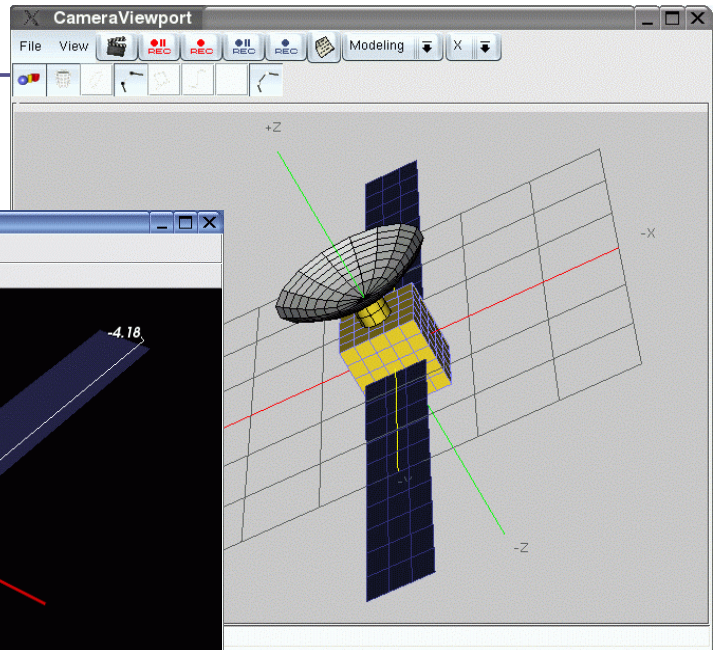 CameraViewport
File View REC REC REC REC Modeling X
+Z
-X
-4.18
-Y
-Z